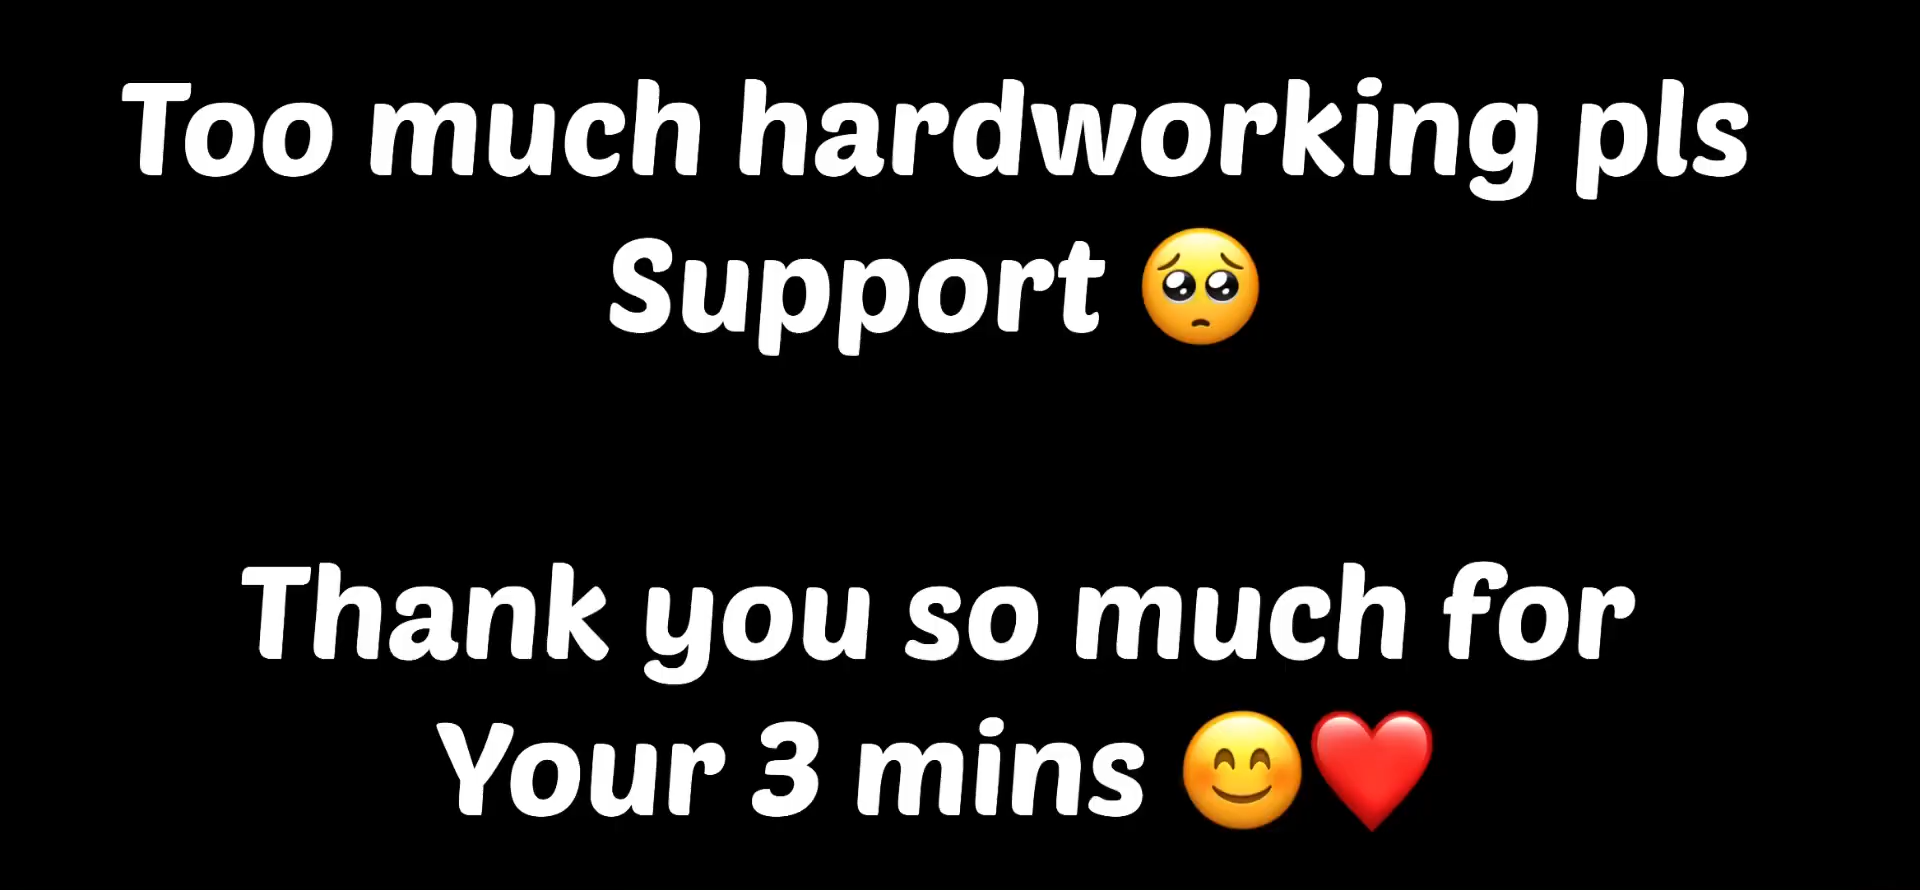 Too much hardworking pls
Support 🥺
Thank you so much for
Your 3 mins 😊❤️